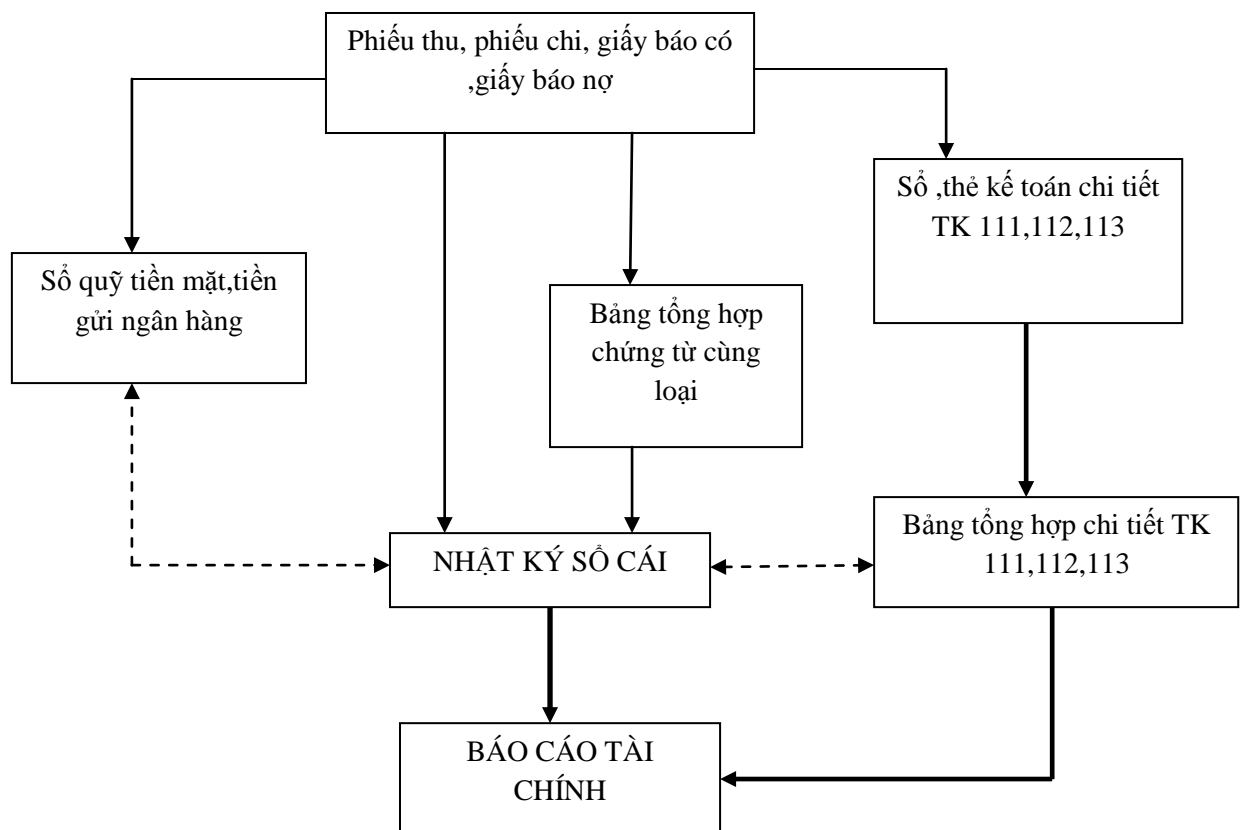 Phiếu thu, phiếu chi, giấy báo có
,giấy báo nợ
Sổ ,thẻ kế toán chi tiết
TK 111,112,113
Sổ quỹ tiền mặt,tiền
gửi ngân hàng
Bảng tổng hợp
chứng từ cùng
loại
Bảng tổng hợp chi tiết TK
111,112,113
NHẬT KÝ SỔ CÁI
BÁO CÁO TÀI
CHÍNH